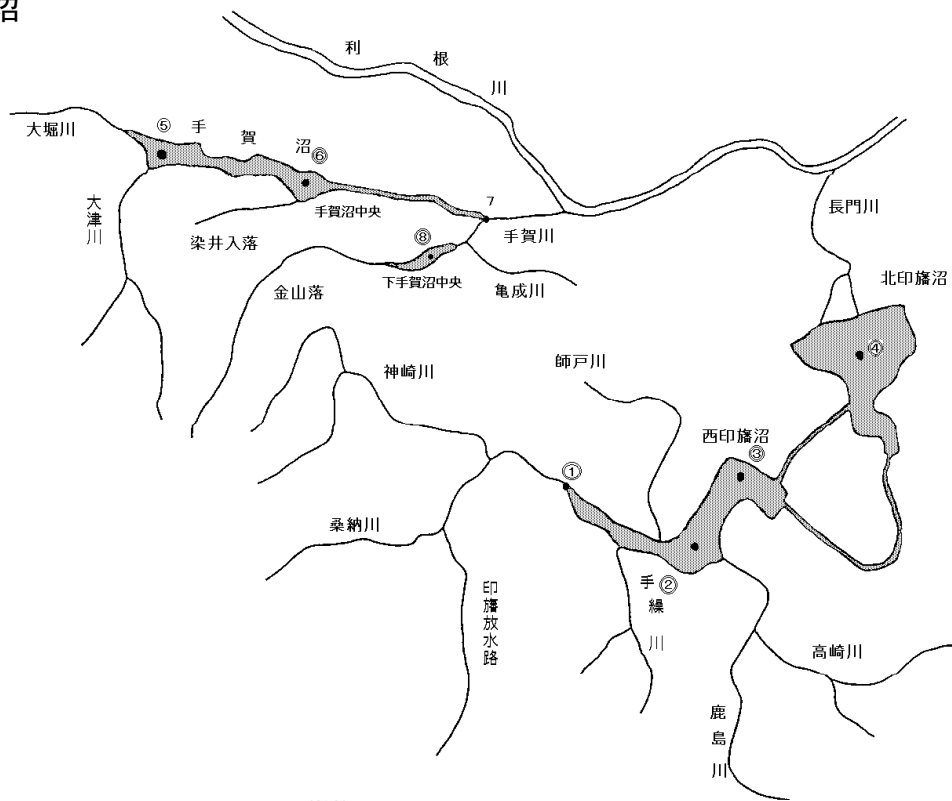 沼
利根川
大堀川
⑤
手賀沼
⑥
大津川
染井入落
手賀沼中央
7
手賀川
長門川
⑧
下手賀沼中央
金山落
亀成川
北印旛沼
④
神崎川
師戸川
西印旛沼
③
①
桑納川
印旛放水路
手繰川
②
高崎川
鹿島川